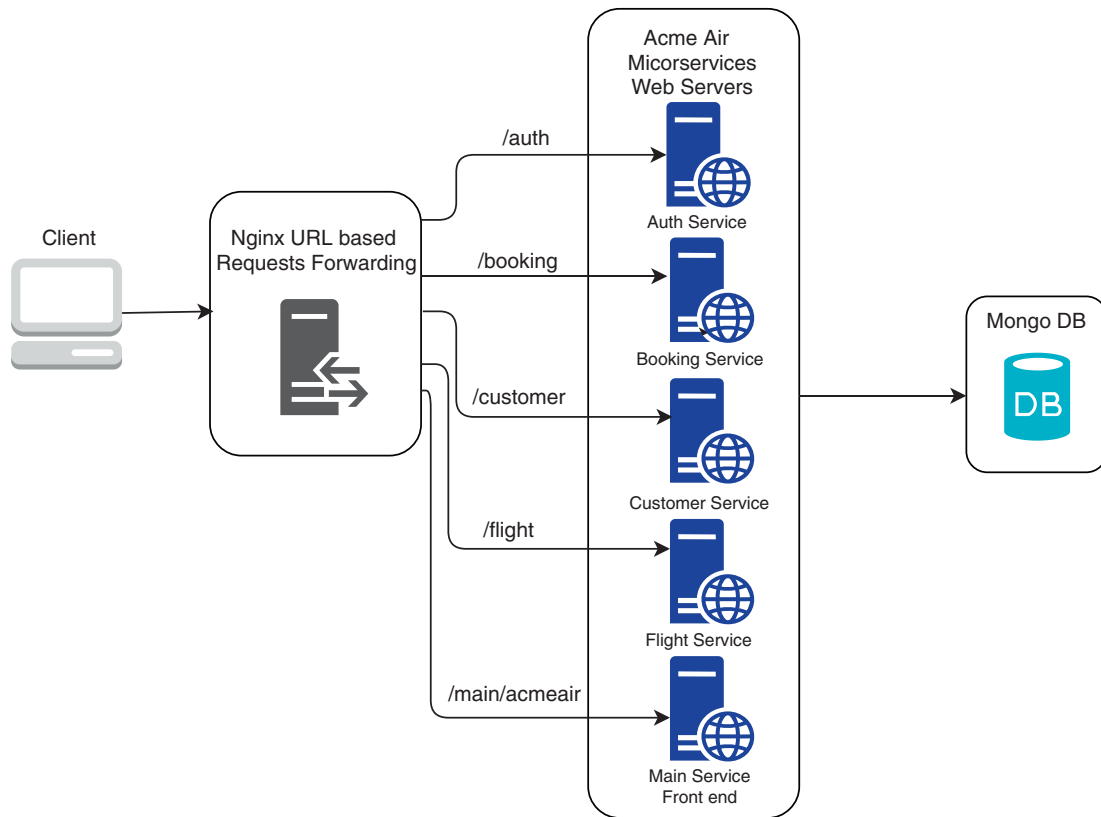 Client
Nginx URL based
Requests Forwarding
/auth
/booking
/customer
/flight
/main/acmeair
Acme Air
Micorservices
Web Servers
Auth Service
Booking Service
Customer Service
Flight Service
Main Service
Front end
Mongo DB
DB